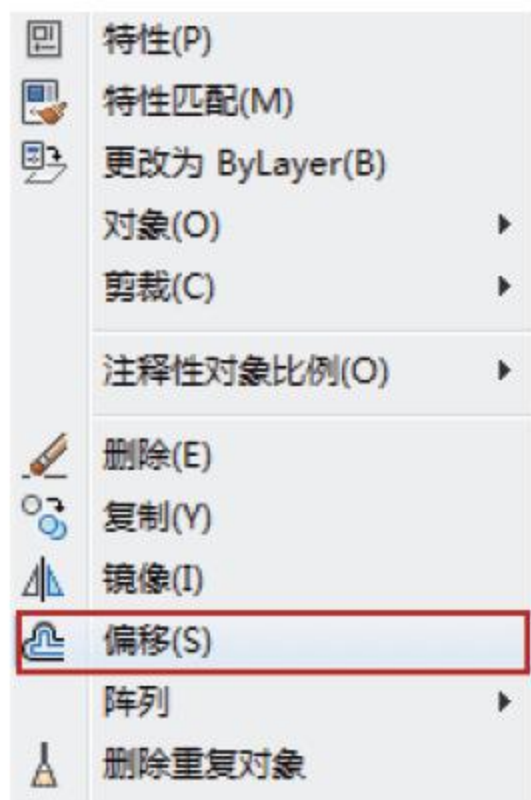 特性(P)
特性匹配(M)
更改为 ByLayer(B)
对象(O)
剪裁(C)
注释性对象比例(O)
删除(E)
复制(Y)
镜像(I)
偏移(S)
阵列
删除重复对象